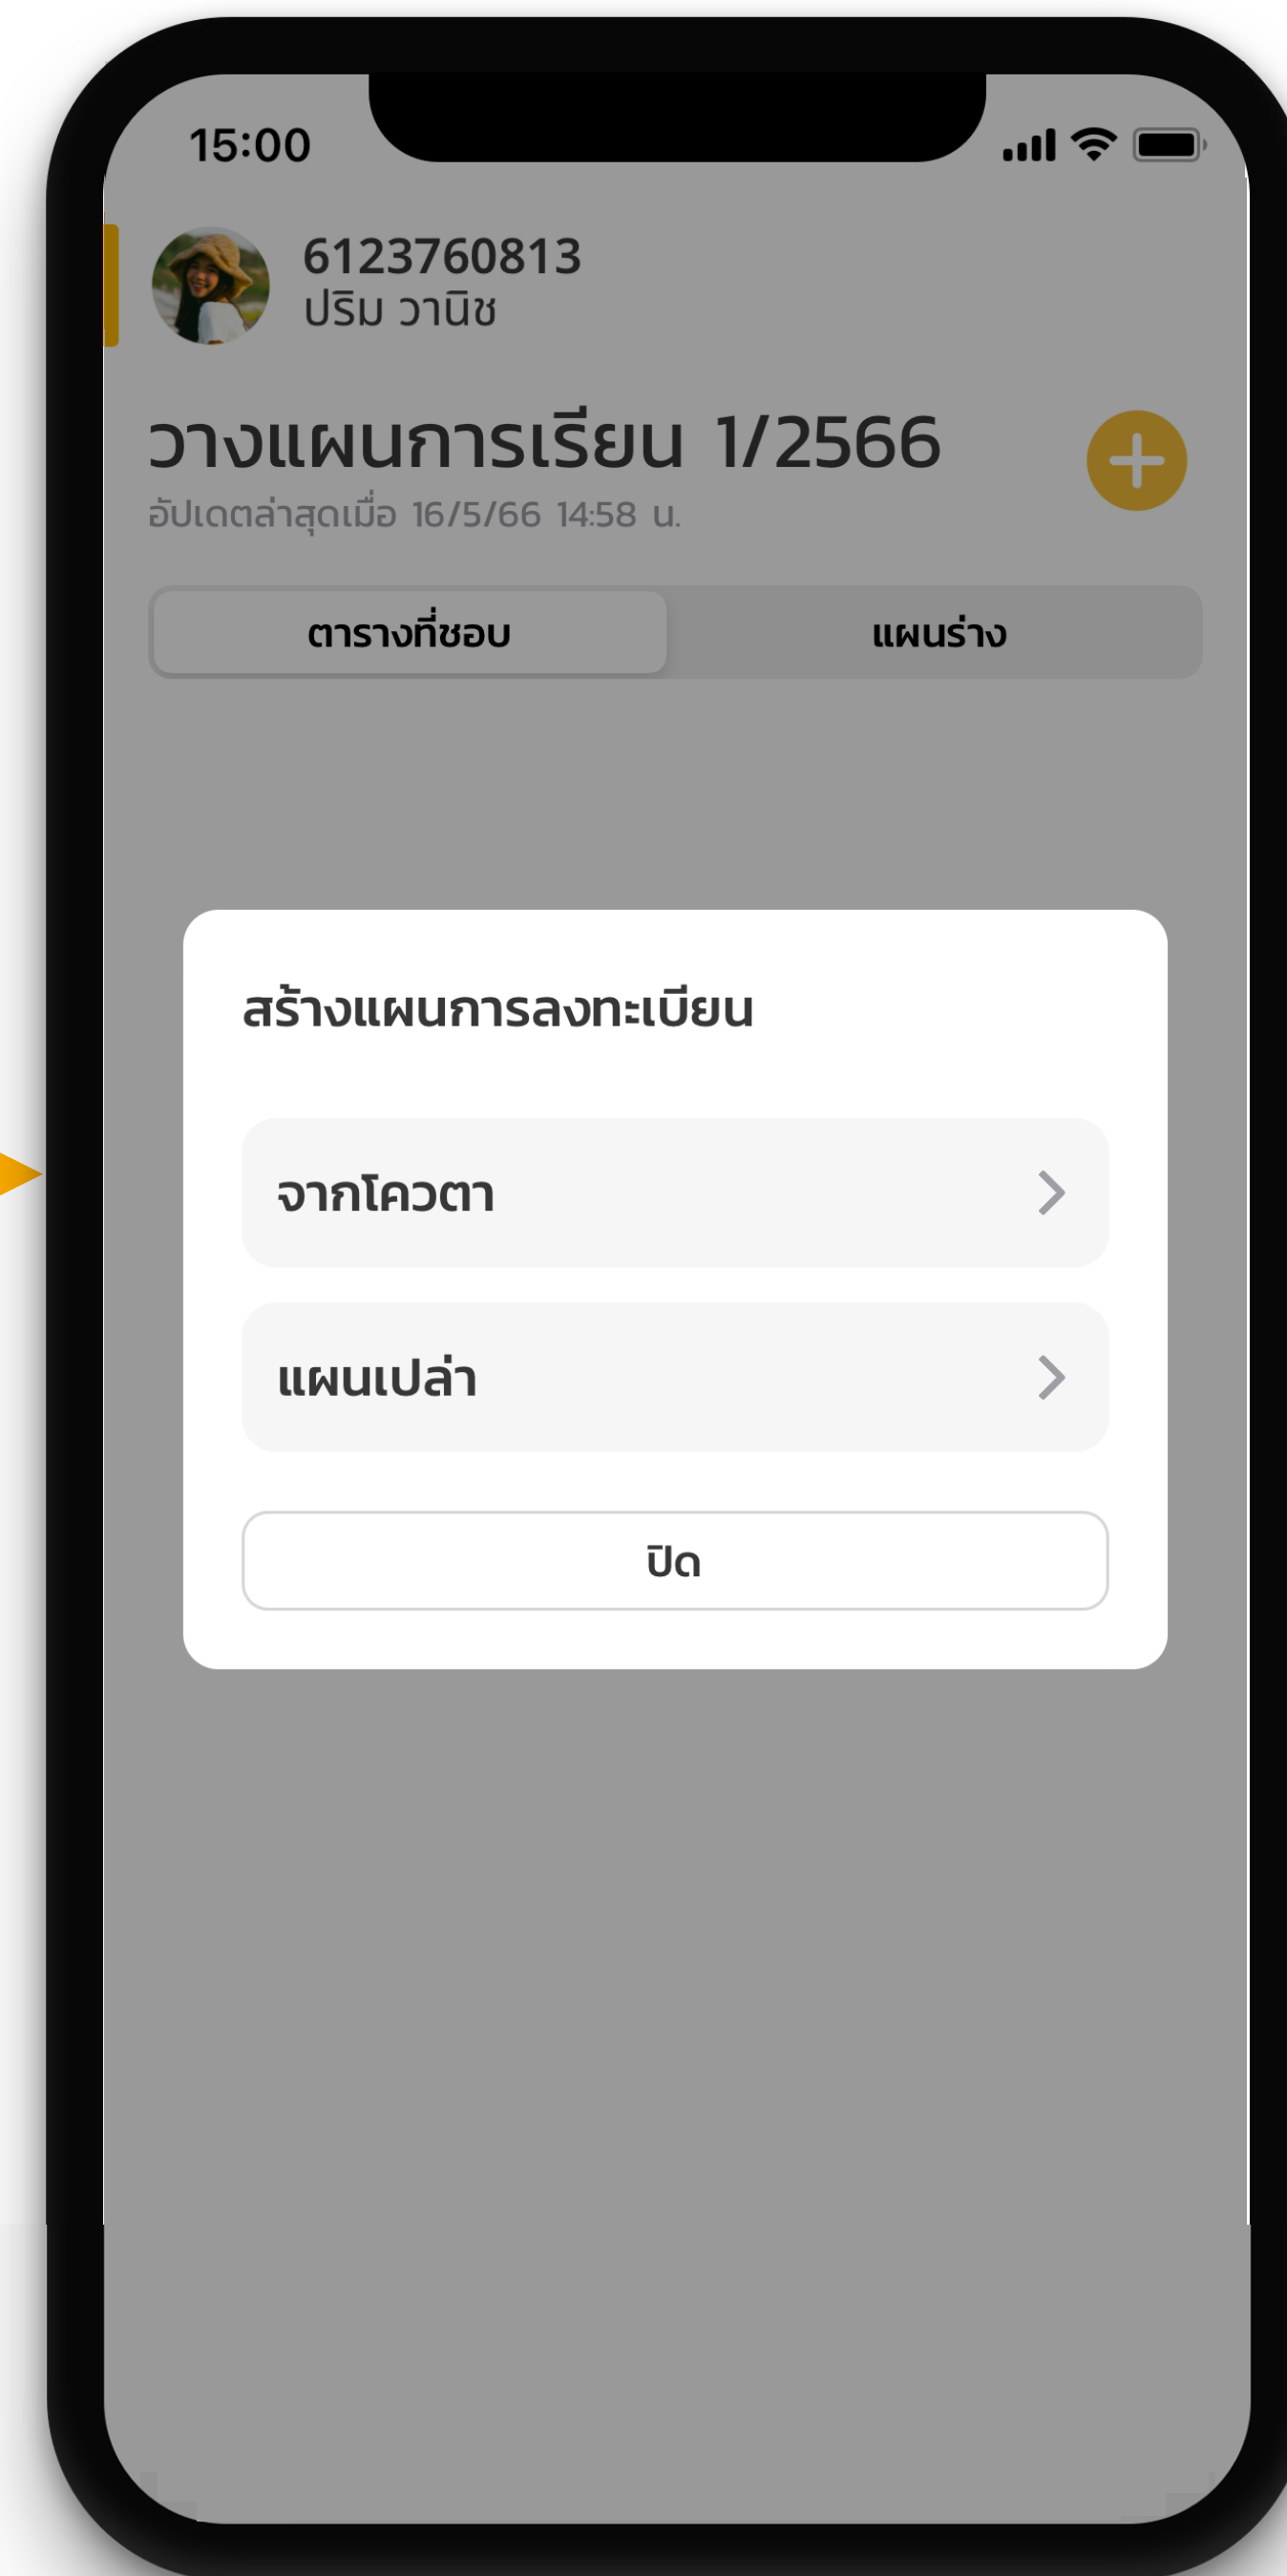 15:00
6123760813
ปริม วานิช
วางแผนการเรียน 1/2566
อัปเดตล่าสุดเมื่อ 16/5/66 14:58 น.
ตารางที่ชอบ
แผนร่าง
สร้างแผนการลงทะเบียน
จากโควตา
แผนเปล่า
ปิด